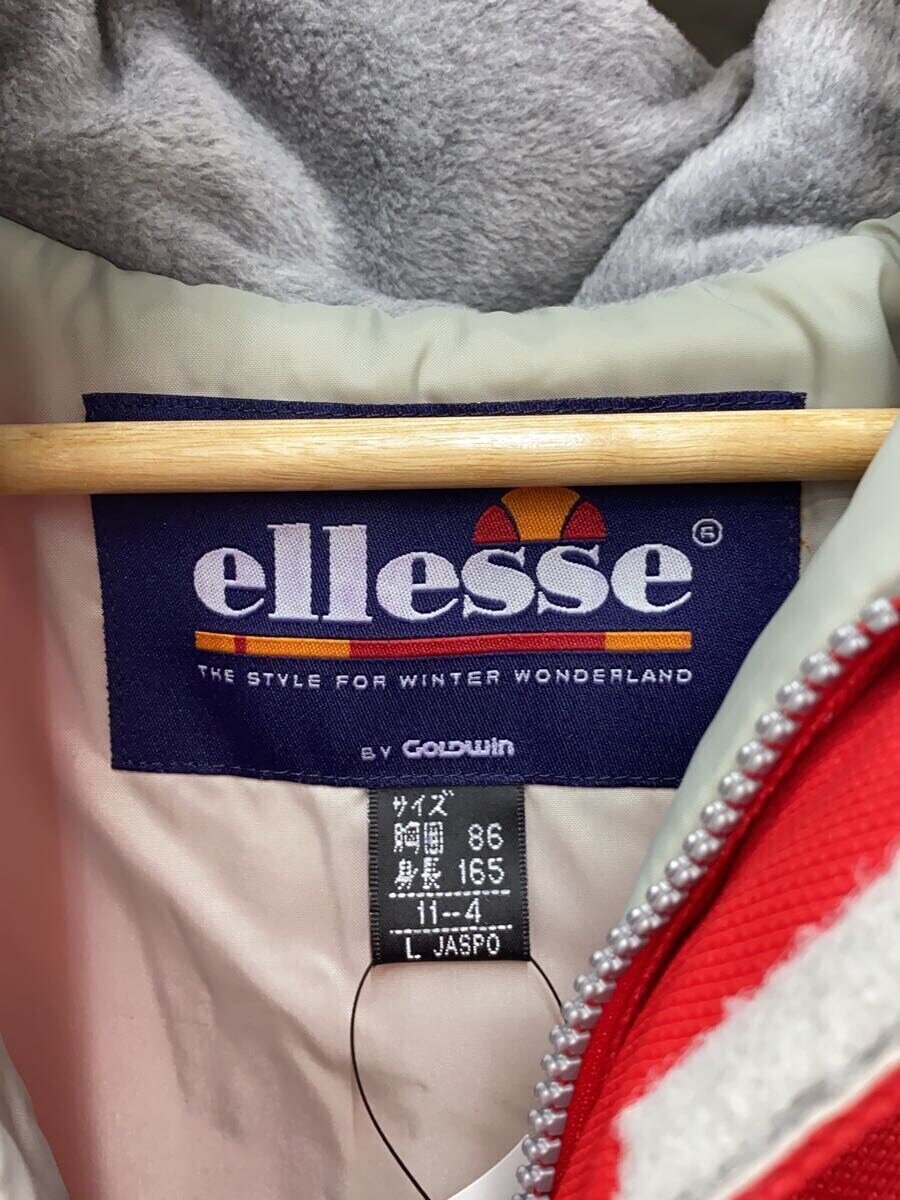 ellesse®
THE STYLE FOR WINTER WONDERLAND
BY GOLDWIN
サイズ
胸囲 86
身長 165
11--4
L JASPO